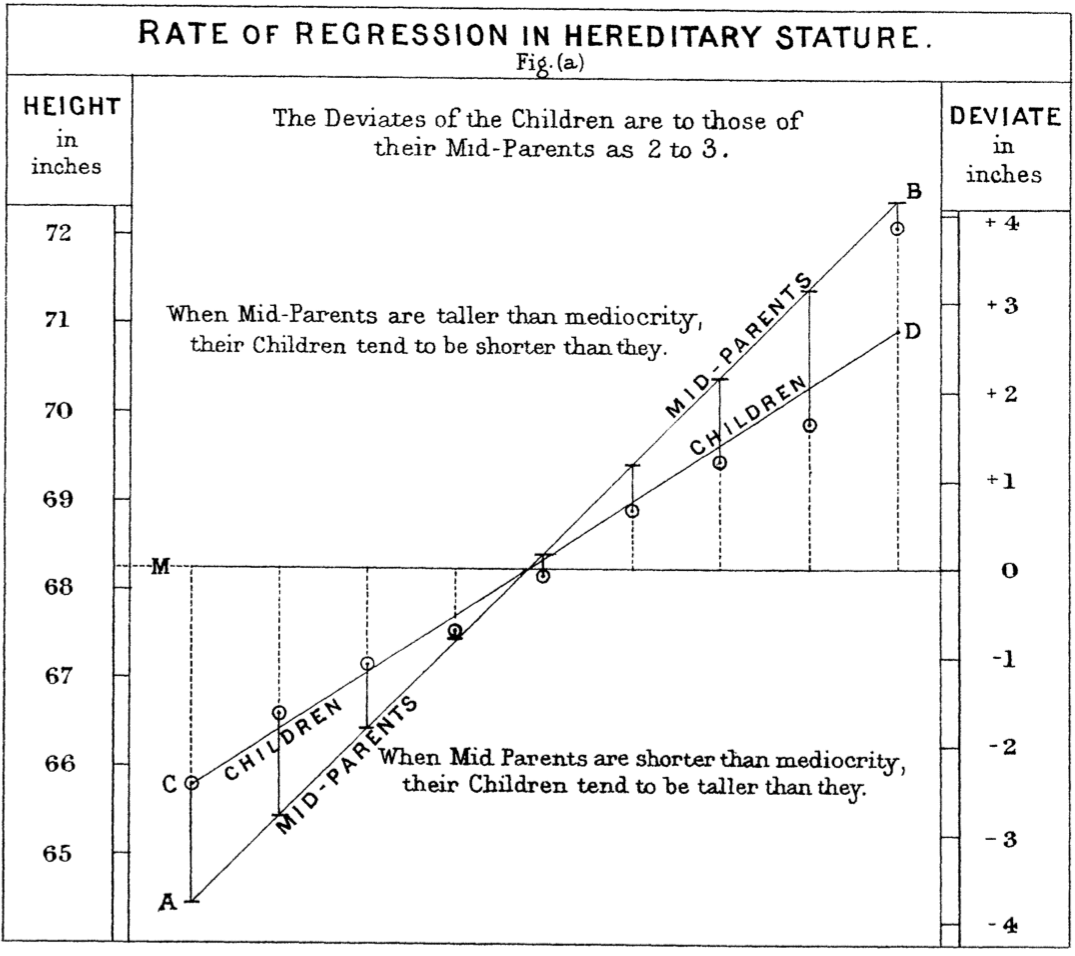 RATE OF REGRESSION IN HEREDITARY STATURE.
Fig.(a)
HEIGHT
in
inches
DEVIATE
in
inches
The Deviates of the Children are to those of
their Mid-Parents as 2 to 3.
When Mid-Parents are taller than mediocrity,
their Children tend to be shorter than they.
72
71
70
69
M
68
67
66
65
MID-PARENTS
CHILDREN
B
D
CHILDREN
MID-PARENTS
C
A
When Mid Parents are shorter than mediocrity,
their Children tend to be taller than they.
+4
+3
+2
+1
0
-1
-2
-3
-4